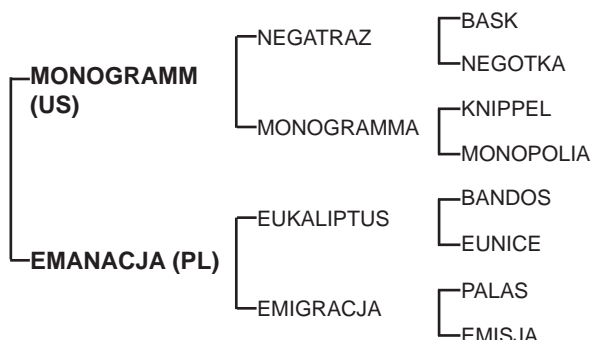 BASK
NEGATRAZ
NEGOTKA
MONOGRAMM
(US)
KNIPPEL
MONOGRAMMA
MONOPOLIA
BANDOS
EUKALIPTUS
EUNICE
EMANACJA (PL)
PALAS
EMIGRACJA
EMISJA